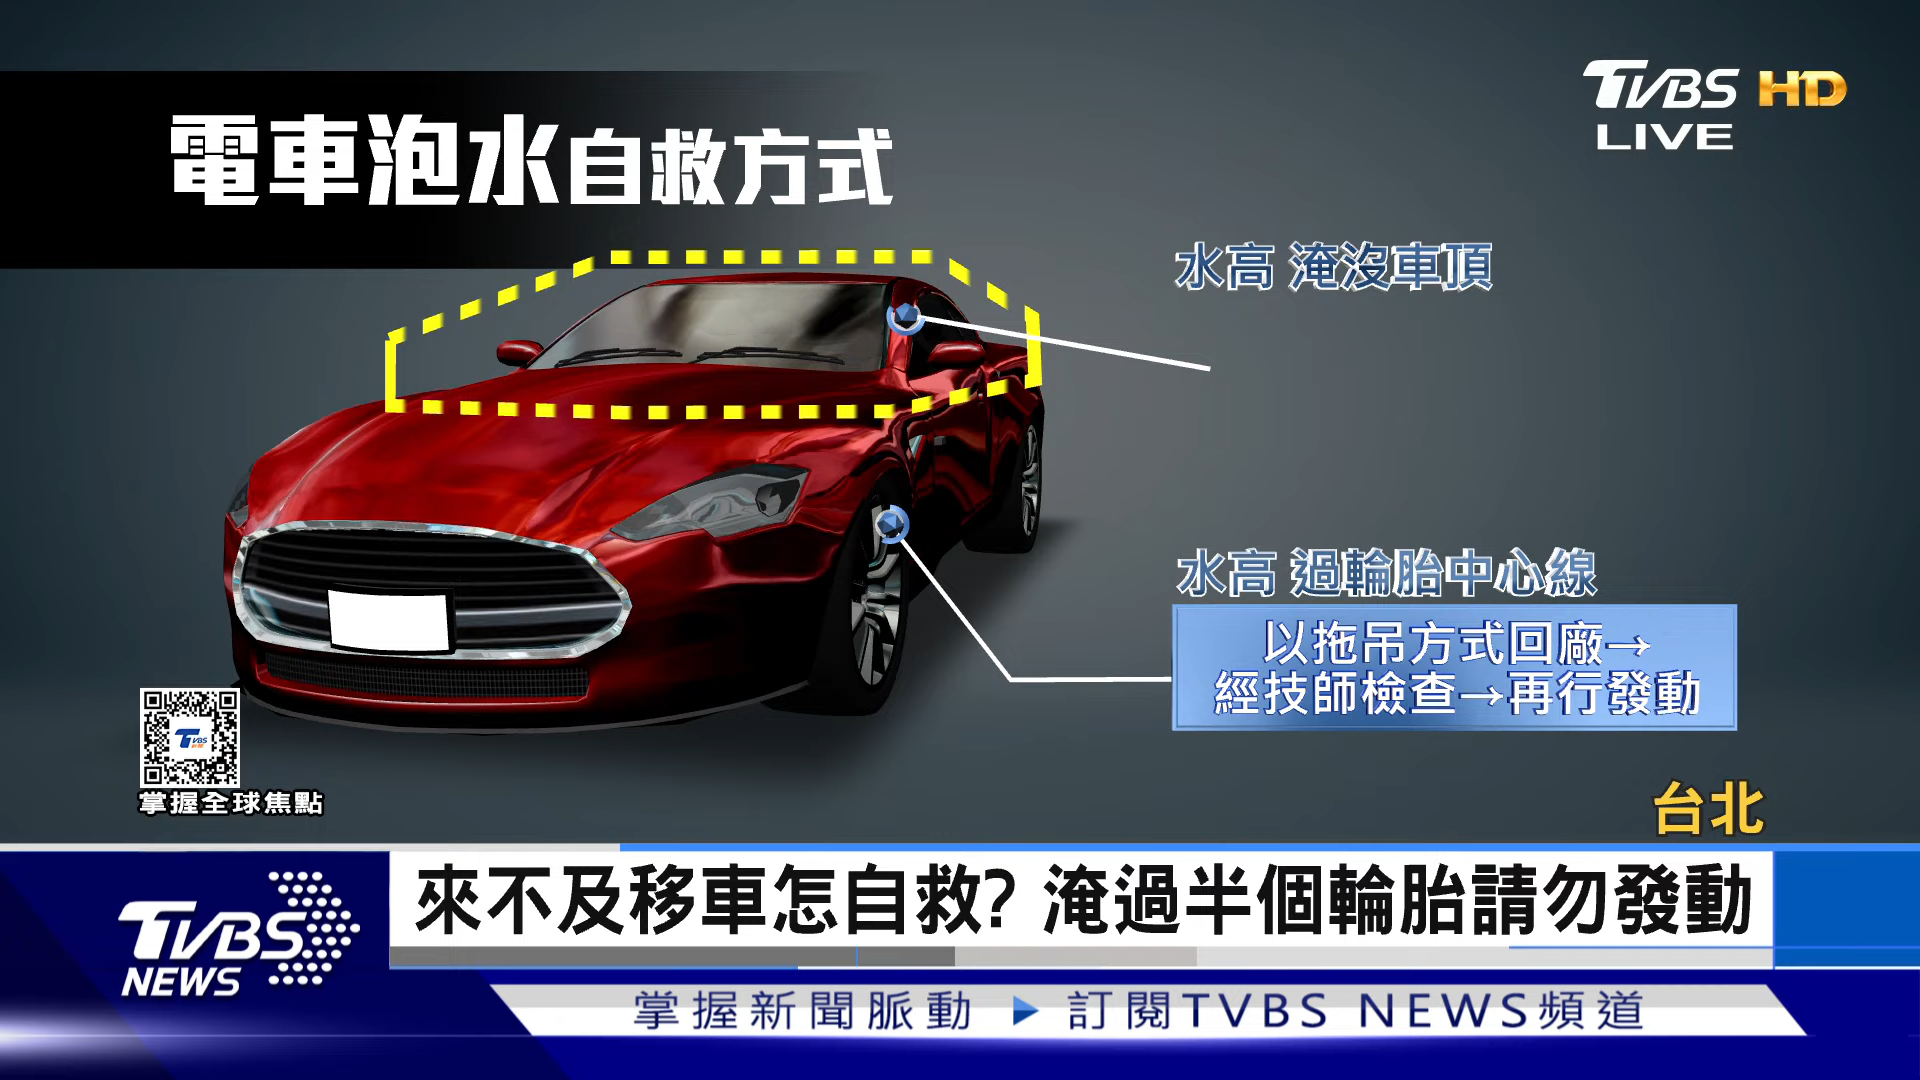 TVBS HD
LIVE
電車泡水自救方式
水高 淹沒車頂
水高 過輪胎中心線
以拖吊方式回廠→
經技師檢查→再行發動
TVBS
新聞
掌握全球焦點
台北
來不及移車怎自救? 淹過半個輪胎請勿發動
TVBS
NEWS
掌握新聞脈動 ▶ 訂閱TVBS NEWS頻道